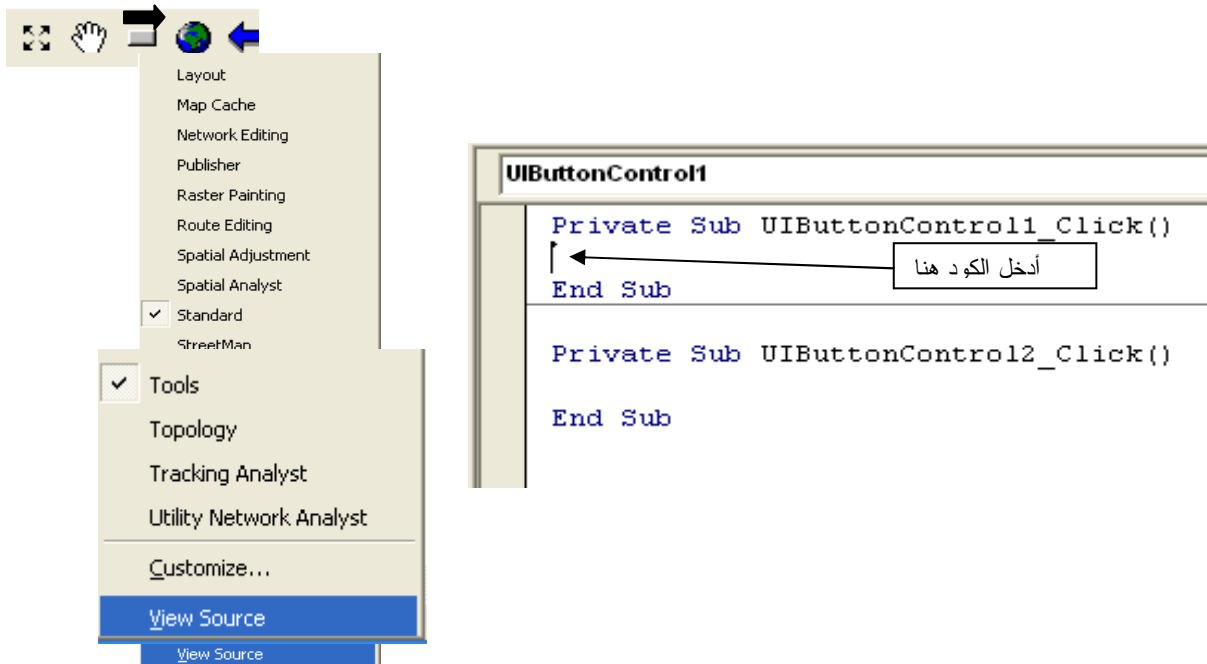 Layout
Map Cache
Network Editing
Publisher
Raster Painting
Route Editing
Spatial Adjustment
Spatial Analyst
Standard
StreetMap
Tools
Topology
Tracking Analyst
Utility Network Analyst
Customize...
View Source
View Source
UIButtonControl1
Private Sub UIButtonControl1_Click()
أدخل الكود هنا
End Sub
Private Sub UIButtonControl2_Click()
End Sub